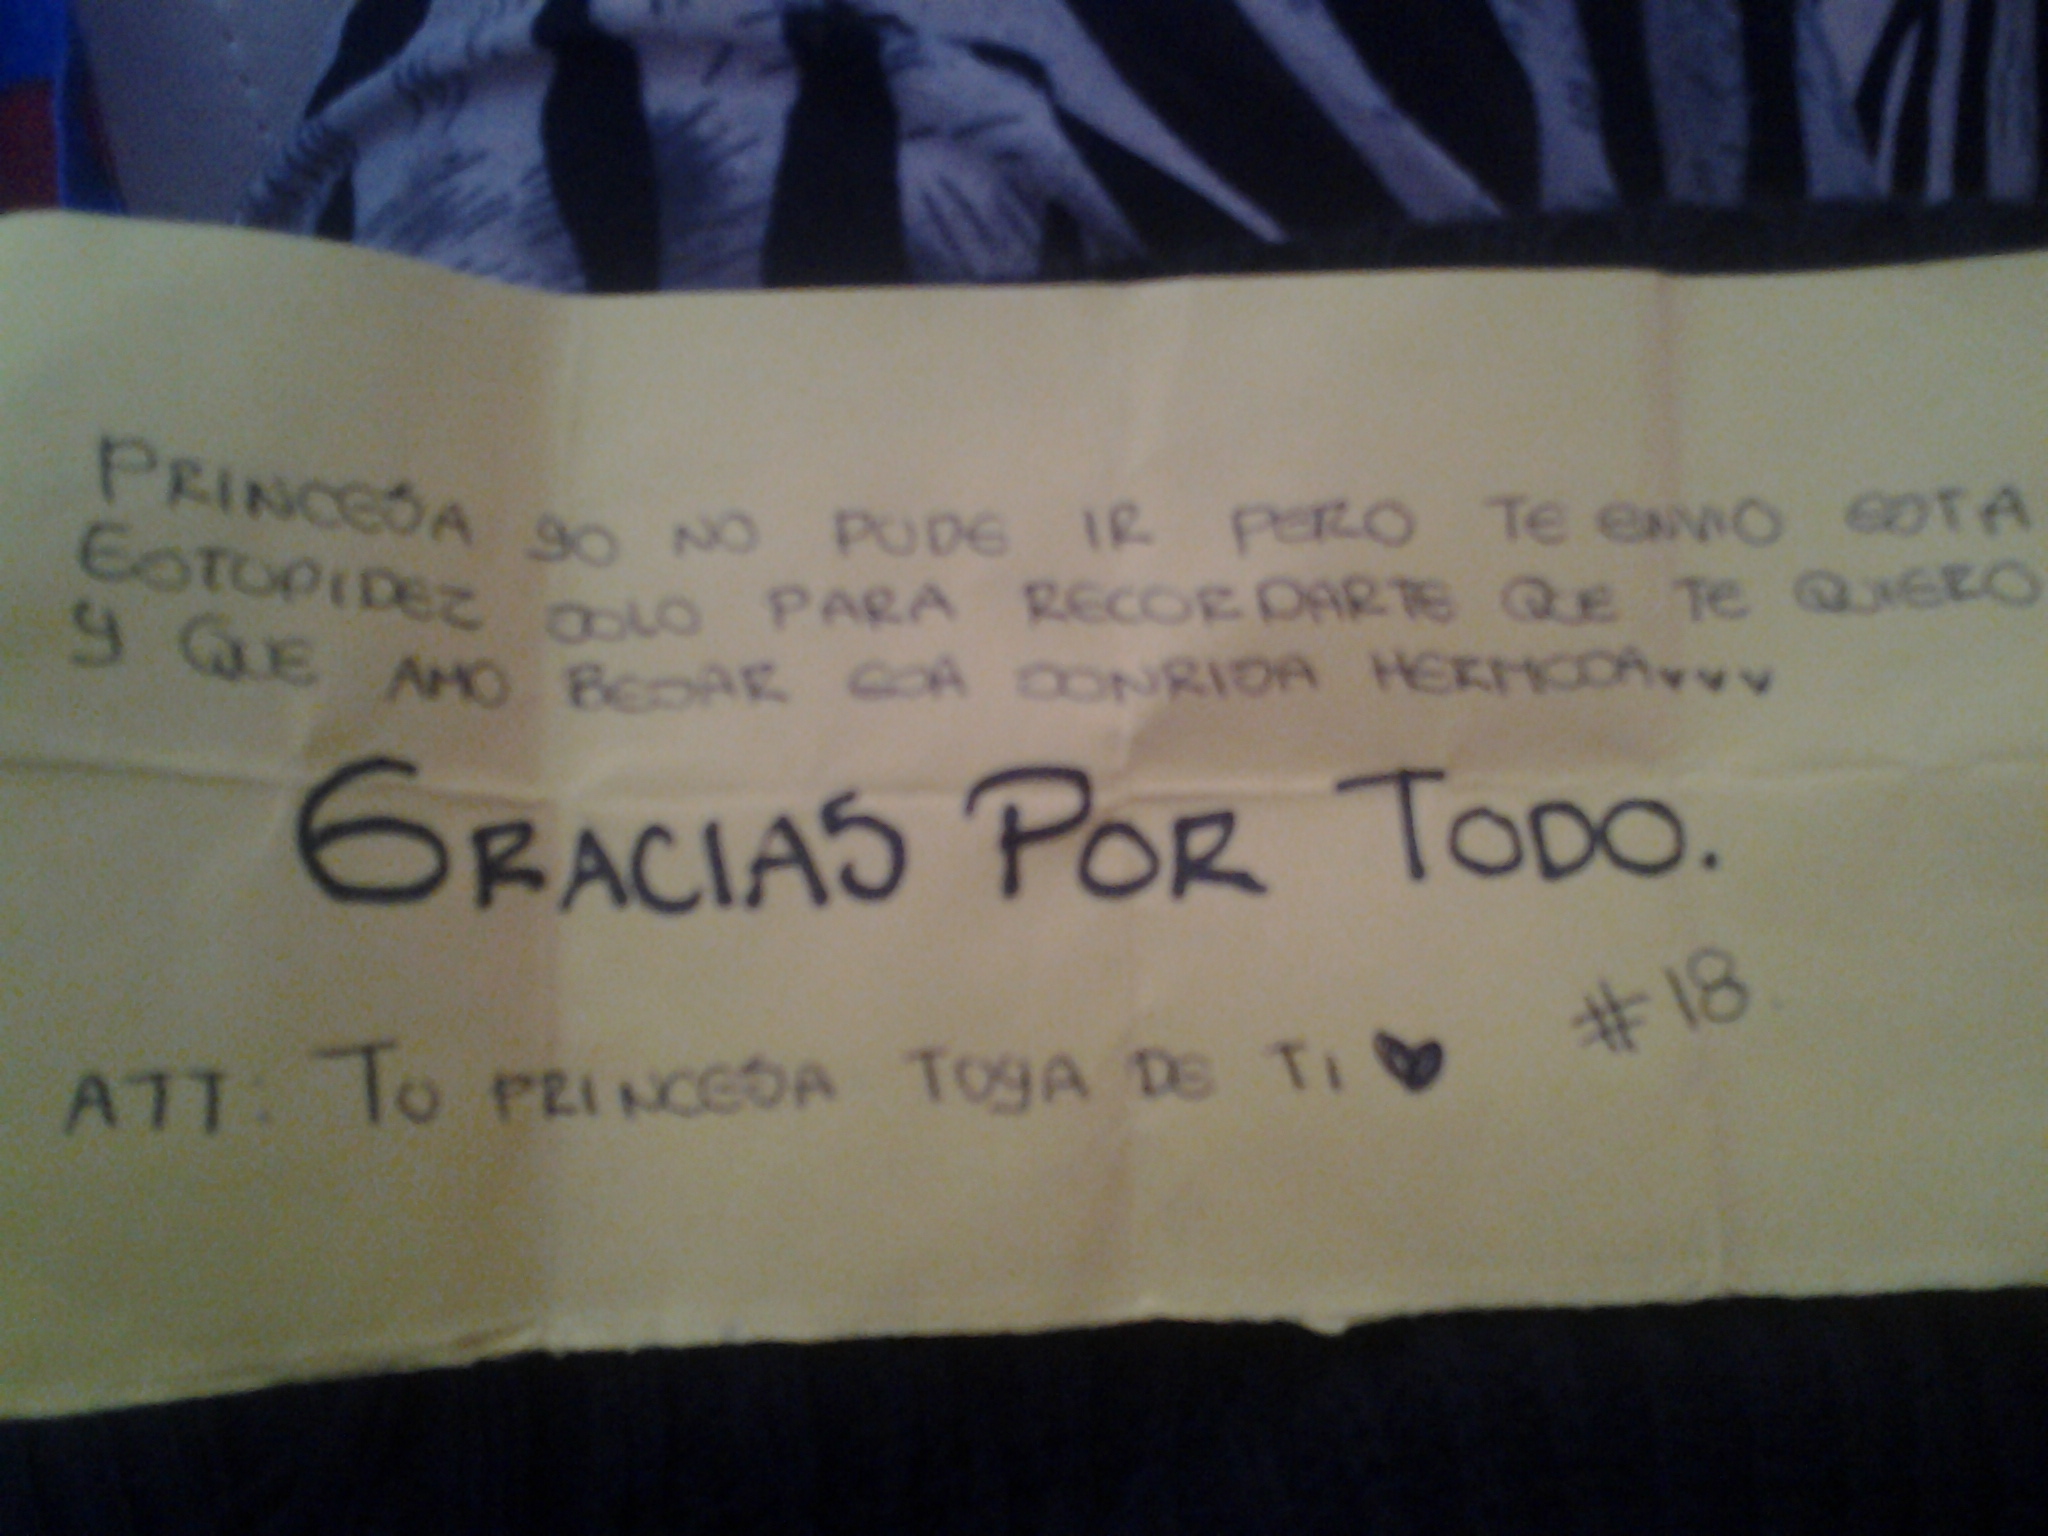 PRINCESA YO NO PUDE IR PERO TE ENVIO ESTA
ESTUPIDEZ SOLO PARA RECORDARTE QUE TE QUIERO
Y QUE AMO BESAR ESA SONRISA HERMOSA♥♥♥
GRACIAS POR TODO.
#18
ATT: TU PRINCESA TOYA DE TI ♥